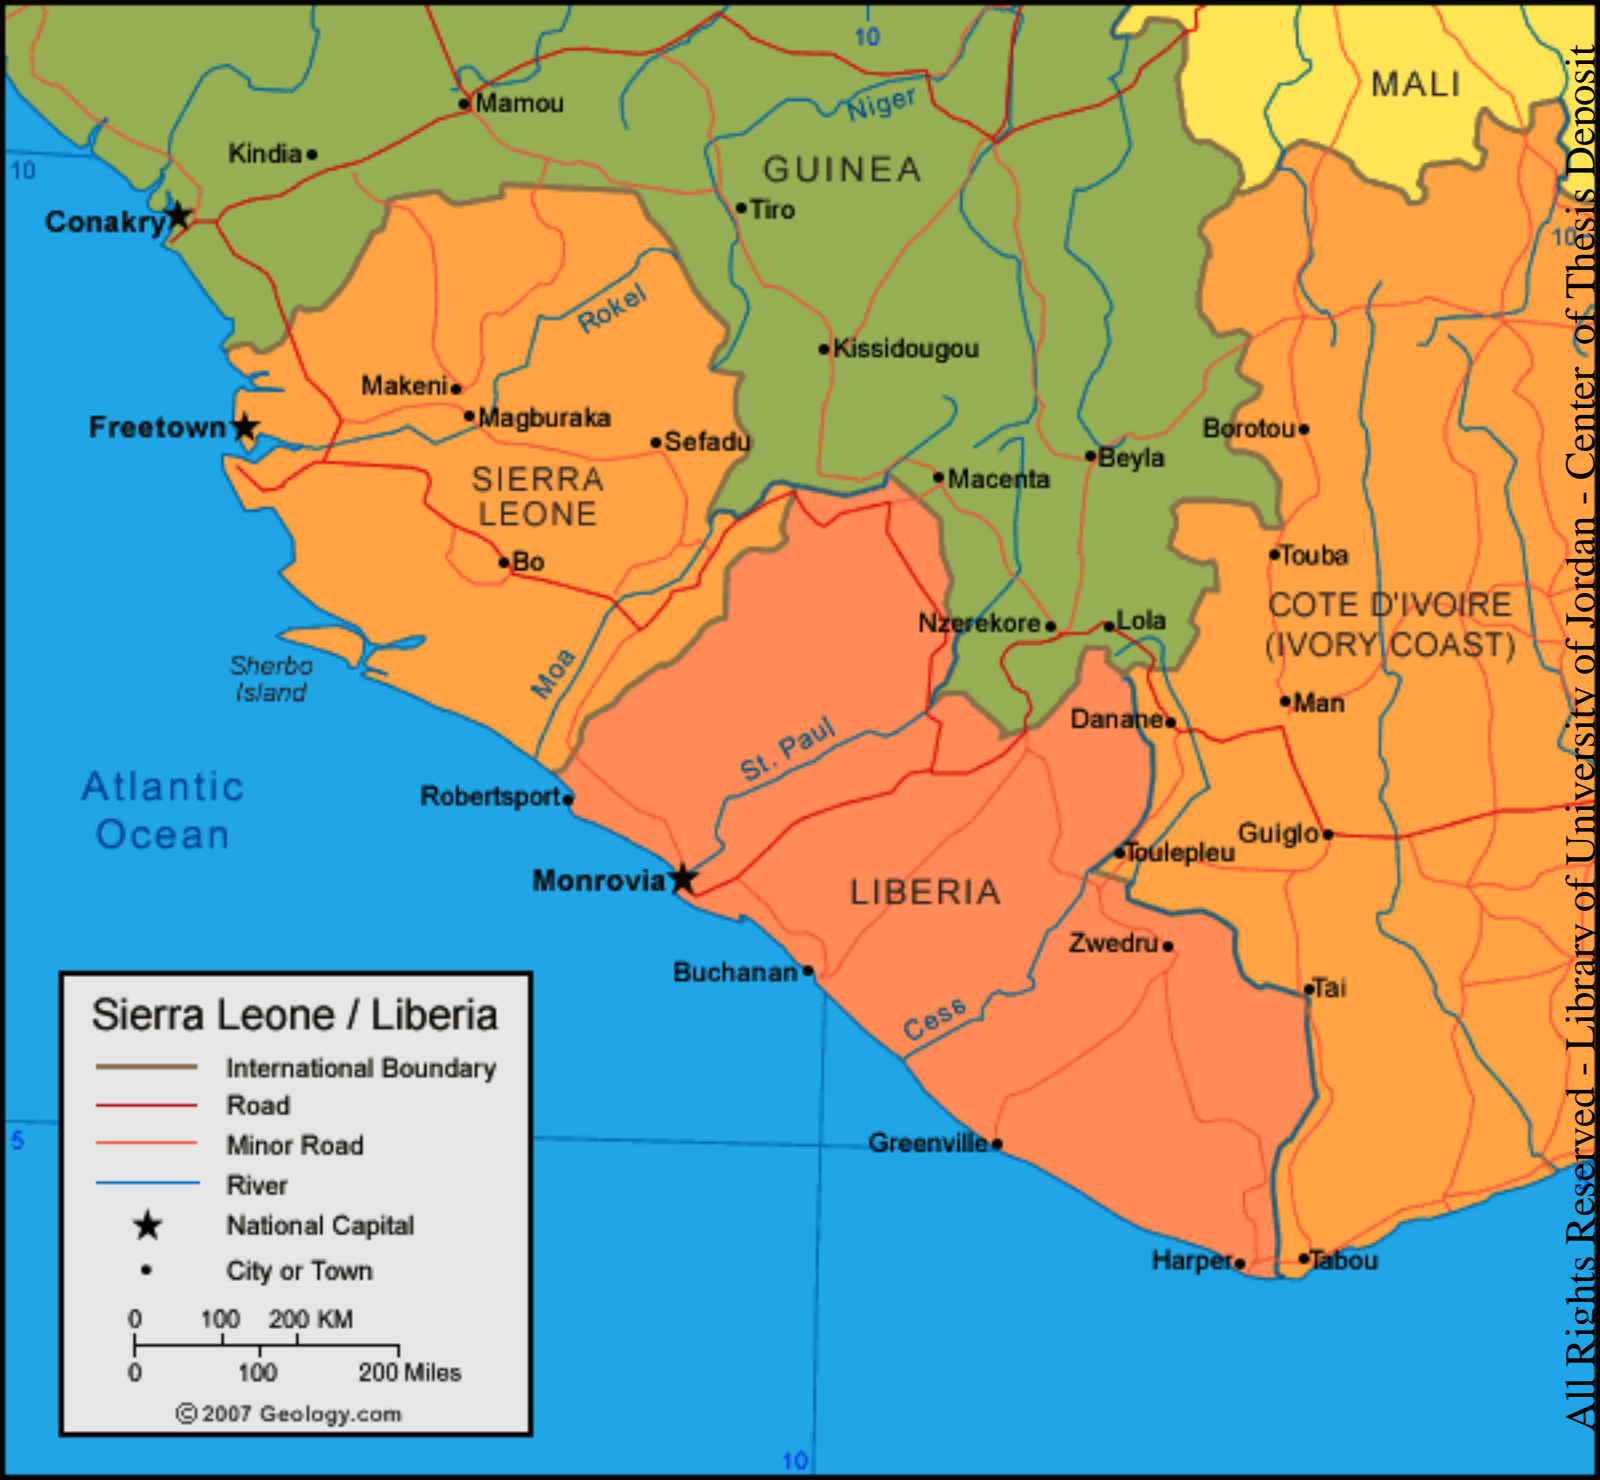 10
MALI
Mamou
Niger
Kindia
GUINEA
10
Conakry
Tiro
10
Rokel
Kissidougou
Makeni
Magburaka
Freetown
Sefadu
Borotou
Beyla
SIERRA
LEONE
Macenta
Bo
Touba
COTE D'IVOIRE
(IVORY COAST)
Nzerekore
Lola
Sherbo
Island
Moa
Man
Danane
St. Paul
Atlantic
Ocean
Robertsport
Guiglo
Toulepleu
Monrovia
LIBERIA
Zwedru
Buchanan
Cess
Tai
5
Greenville
Harper
Tabou
10
Sierra Leone / Liberia
International Boundary
Road
Minor Road
River
National Capital
City or Town
0 100 200 KM
0 100 200 Miles
© 2007 Geology.com
All Rights Reserved - Library of University of Jordan - Center of Thesis Deposit